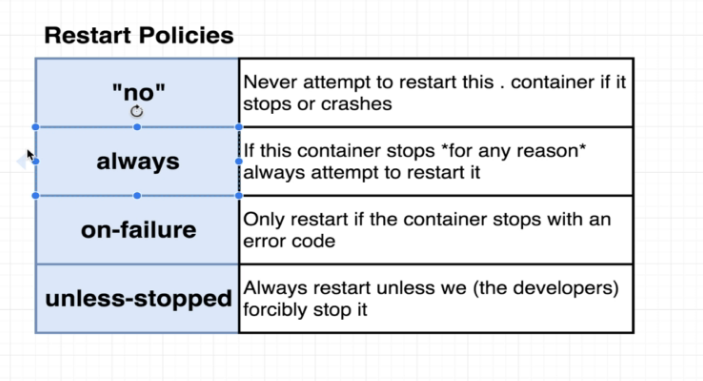 Restart Policies
"no"
Never attempt to restart this . container if it
stops or crashes
always
If this container stops *for any reason*
always attempt to restart it
on-failure
Only restart if the container stops with an
error code
unless-stopped
Always restart unless we (the developers)
forcibly stop it